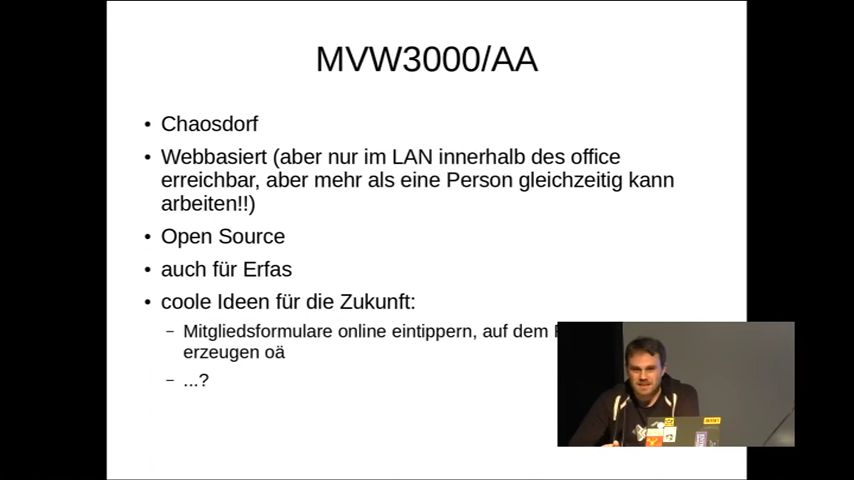 MVW3000/AA
• Chaosdorf
• Webbasiert (aber nur im LAN innerhalb des office
erreichbar, aber mehr als eine Person gleichzeitig kann
arbeiten!!)
• Open Source
• auch für Erfas
• coole Ideen für die Zukunft:
– Mitgliedsformulare online eintippern, auf dem
erzeugen oä
– ...?